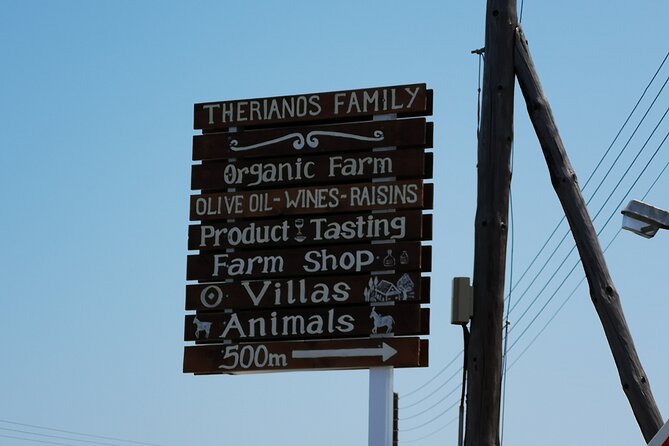 THERIANOS FAMILY
Organic Farm
OLIVE OIL-WINES-RAISINS
Product Tasting
Farm Shop
Villas
Animals
500m